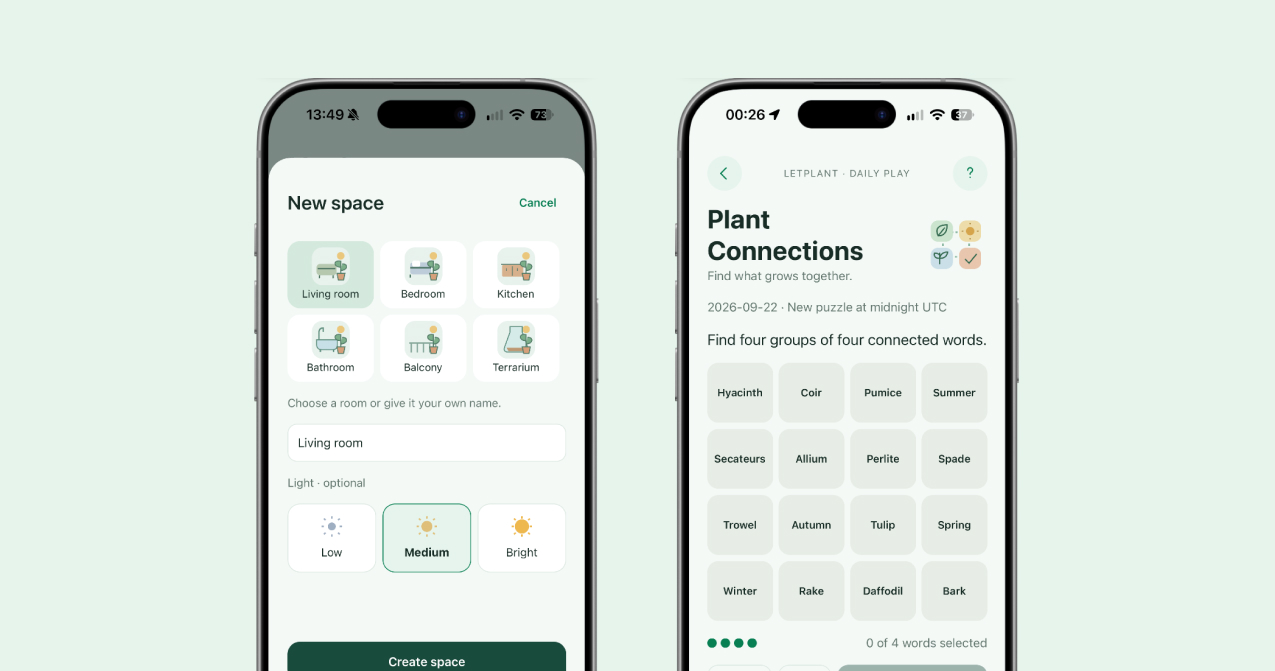 13:49
73
New space
Cancel
Living room
Bedroom
Kitchen
Bathroom
Balcony
Terrarium
Choose a room or give it your own name.
Living room
Light · optional
Low
Medium
Bright
Create space
00:26
37
LETPLANT · DAILY PLAY
?
Plant
Connections
Find what grows together.
2026-09-22 · New puzzle at midnight UTC
Find four groups of four connected words.
Hyacinth Coir Pumice Summer
Secateurs Allium Perlite Spade
Trowel Autumn Tulip Spring
Winter Rake Daffodil Bark
0 of 4 words selected